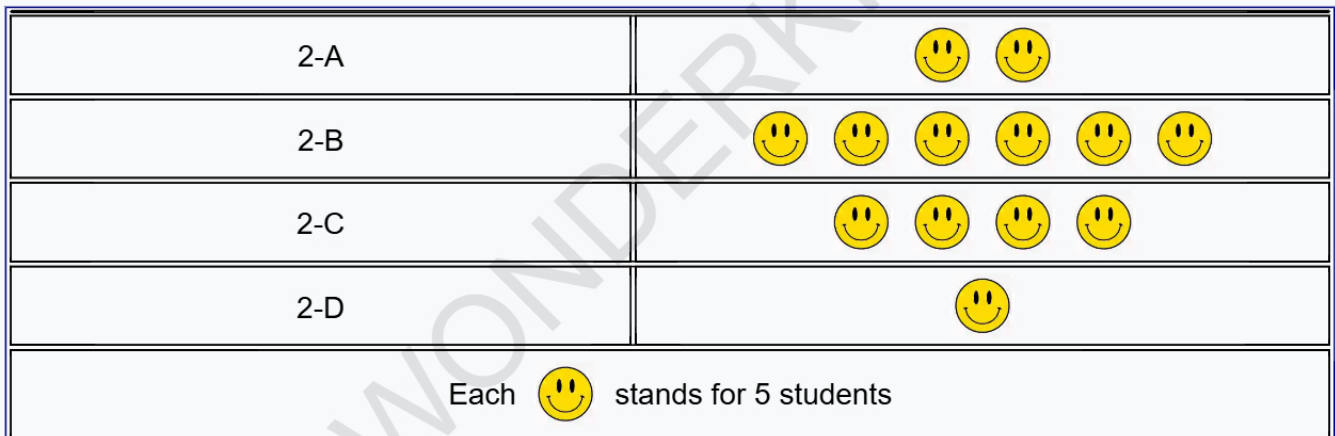 2-A
2-B
2-C
2-D
Each stands for 5 students
WONDERK